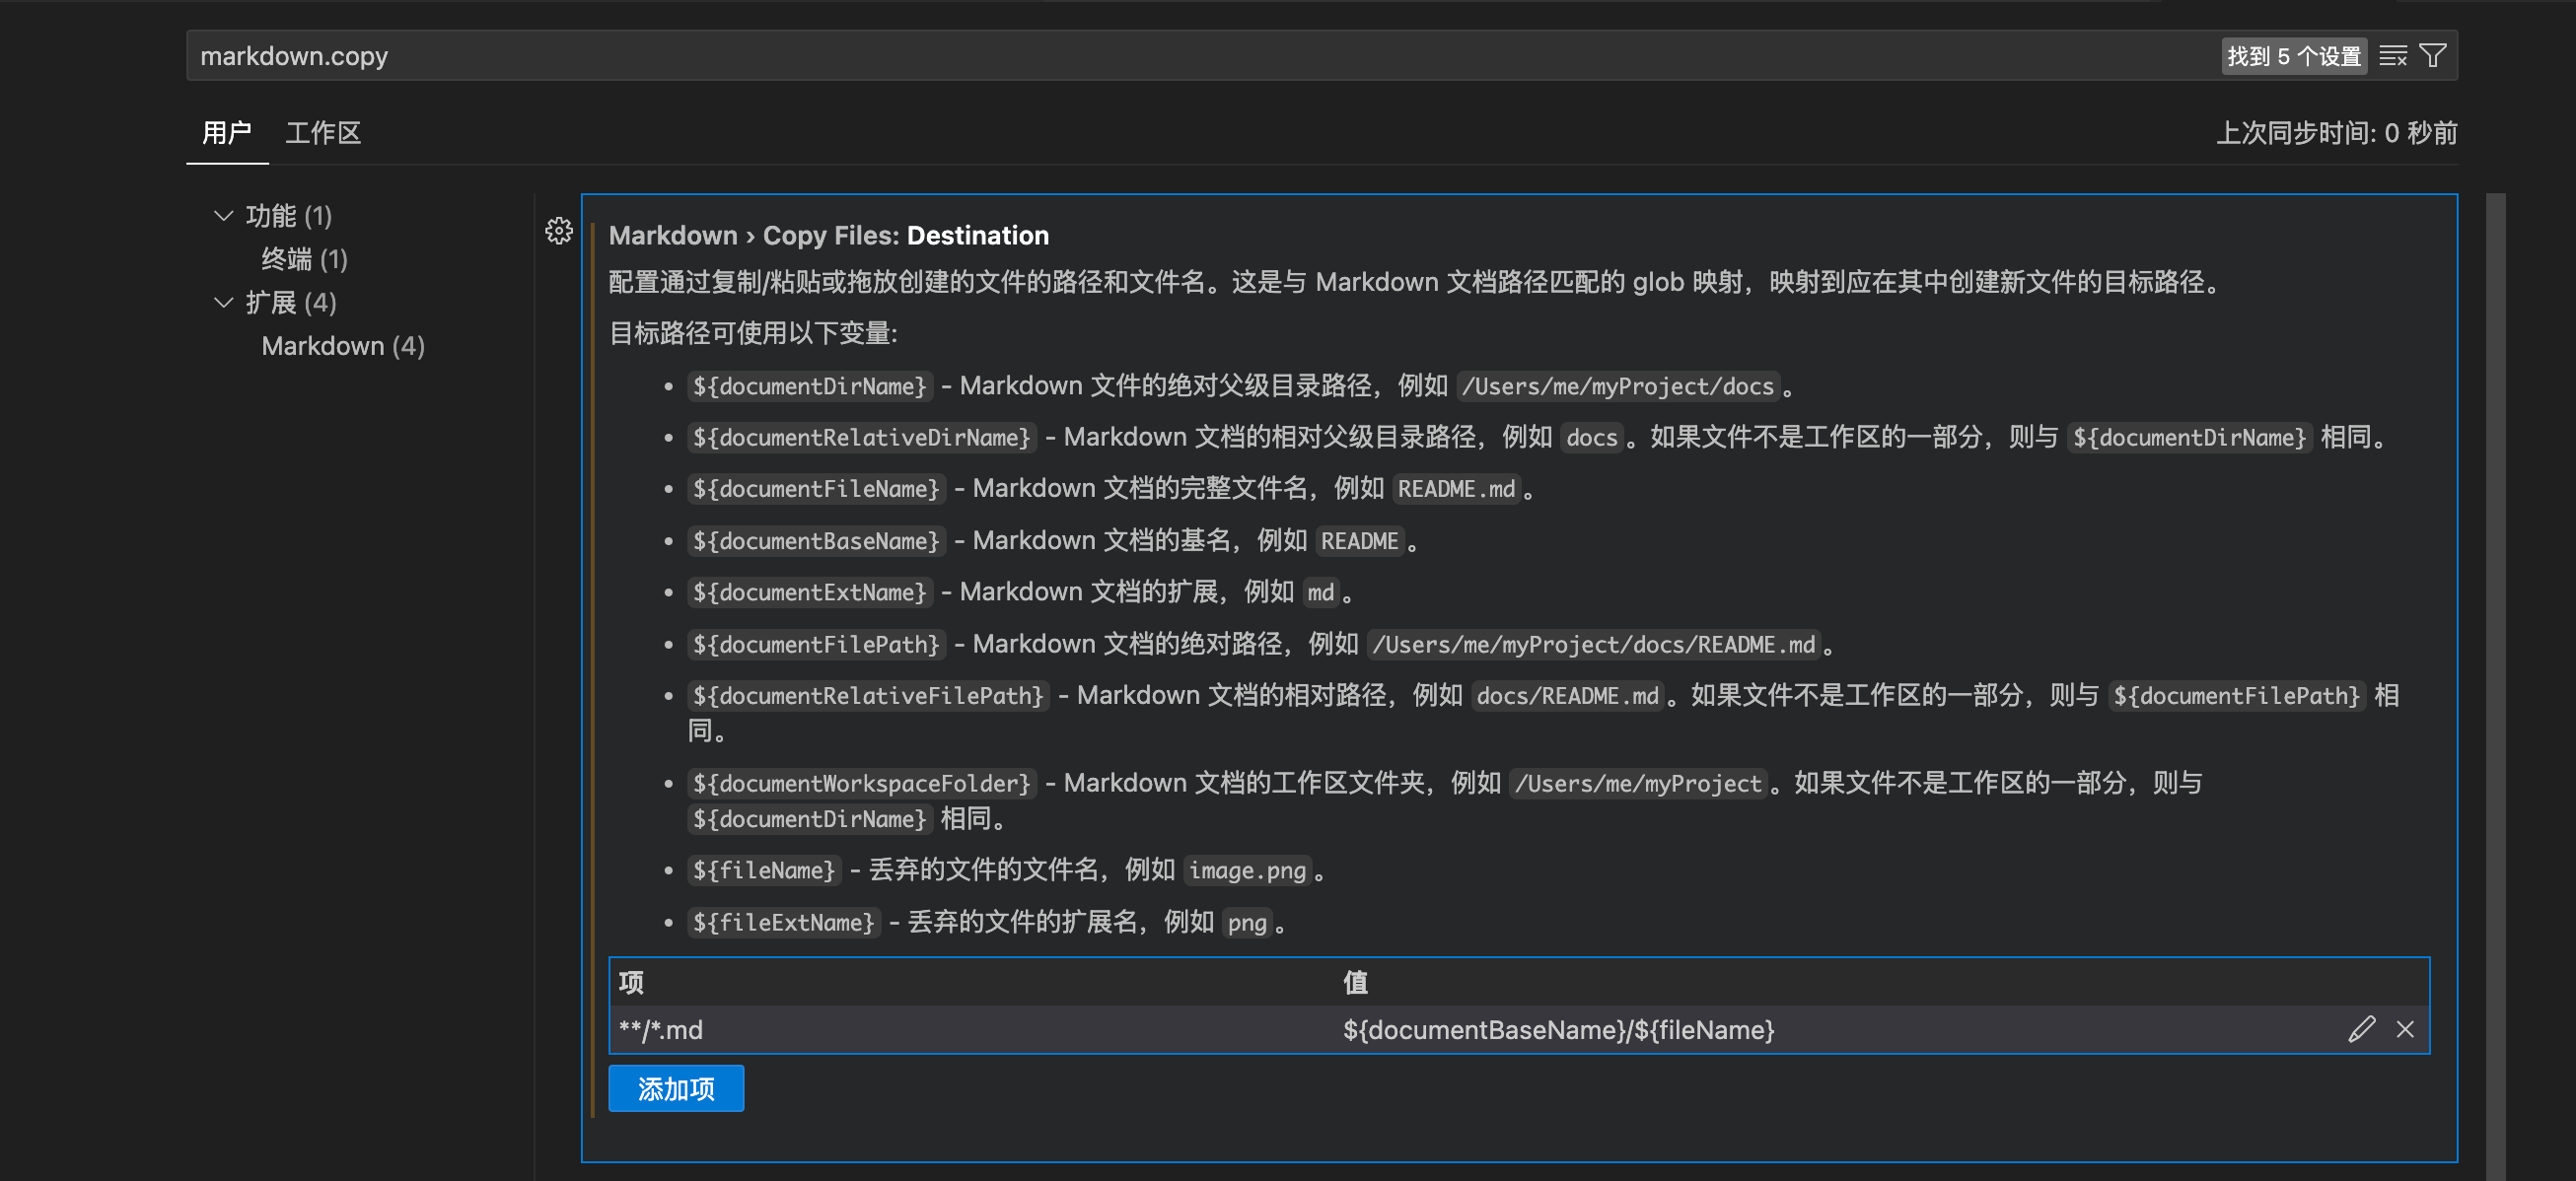 markdown.copy
找到 5 个设置
用户 工作区
上次同步时间: 0 秒前
功能 (1)
终端 (1)
扩展 (4)
Markdown (4)
Markdown › Copy Files: Destination
配置通过复制/粘贴或拖放创建的文件的路径和文件名。这是与 Markdown 文档路径匹配的 glob 映射，映射到应在其中创建新文件的目标路径。
目标路径可使用以下变量:
• ${documentDirName} - Markdown 文件的绝对父级目录路径，例如 /Users/me/myProject/docs。
• ${documentRelativeDirName} - Markdown 文档的相对父级目录路径，例如 docs。如果文件不是工作区的一部分，则与 ${documentDirName} 相同。
• ${documentFileName} - Markdown 文档的完整文件名，例如 README.md。
• ${documentBaseName} - Markdown 文档的基名，例如 README。
• ${documentExtName} - Markdown 文档的扩展，例如 md。
• ${documentFilePath} - Markdown 文档的绝对路径，例如 /Users/me/myProject/docs/README.md。
• ${documentRelativeFilePath} - Markdown 文档的相对路径，例如 docs/README.md。如果文件不是工作区的一部分，则与 ${documentFilePath} 相
同。
• ${documentWorkspaceFolder} - Markdown 文档的工作区文件夹，例如 /Users/me/myProject。如果文件不是工作区的一部分，则与
${documentDirName} 相同。
• ${fileName} - 丢弃的文件的文件名，例如 image.png。
• ${fileExtName} - 丢弃的文件的扩展名，例如 png。
项 值
**/*.md ${documentBaseName}/${fileName}
添加项